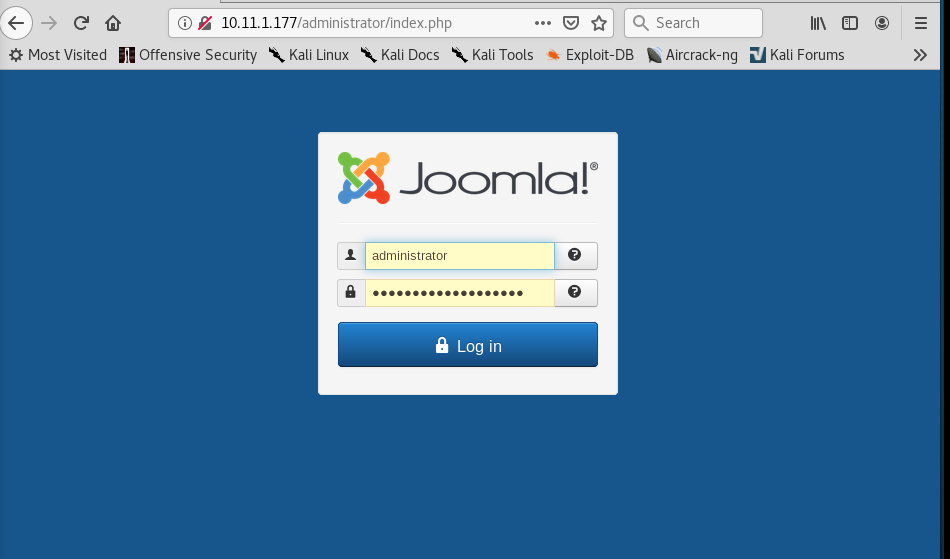 10.11.1.177/administrator/index.php
Search
Most Visited Offensive Security Kali Linux Kali Docs Kali Tools Exploit-DB Aircrack-ng Kali Forums
Joomla!®
administrator
●●●●●●●●●●●●●●●●●●●
Log in